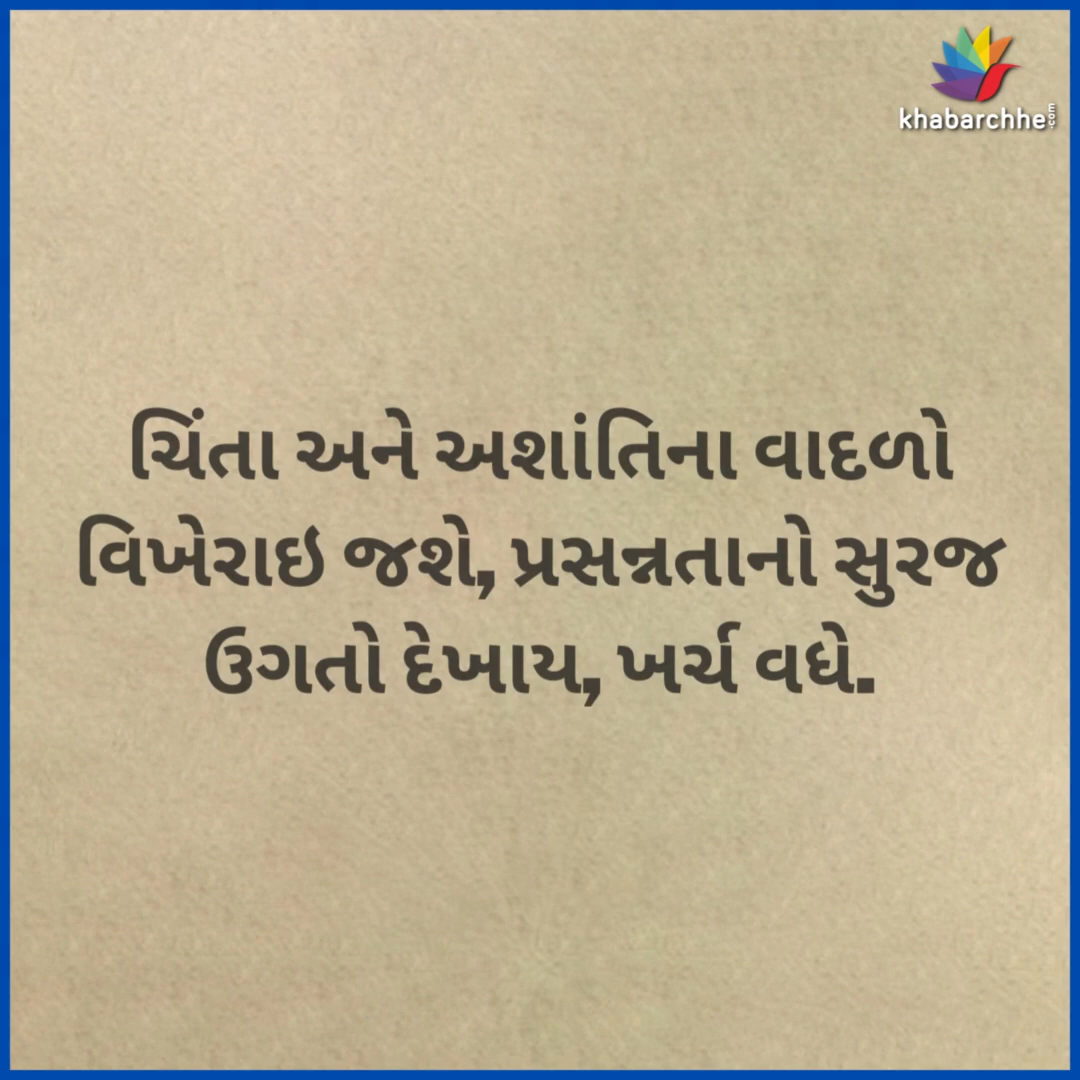 khabarchhe.com
ચિંતા અને અશાંતિના વાદળો
વિખેરાઇ જશે, પ્રસન્નતાનો સુરજ
ઉગતો દેખાય, ખર્ચ વધે.